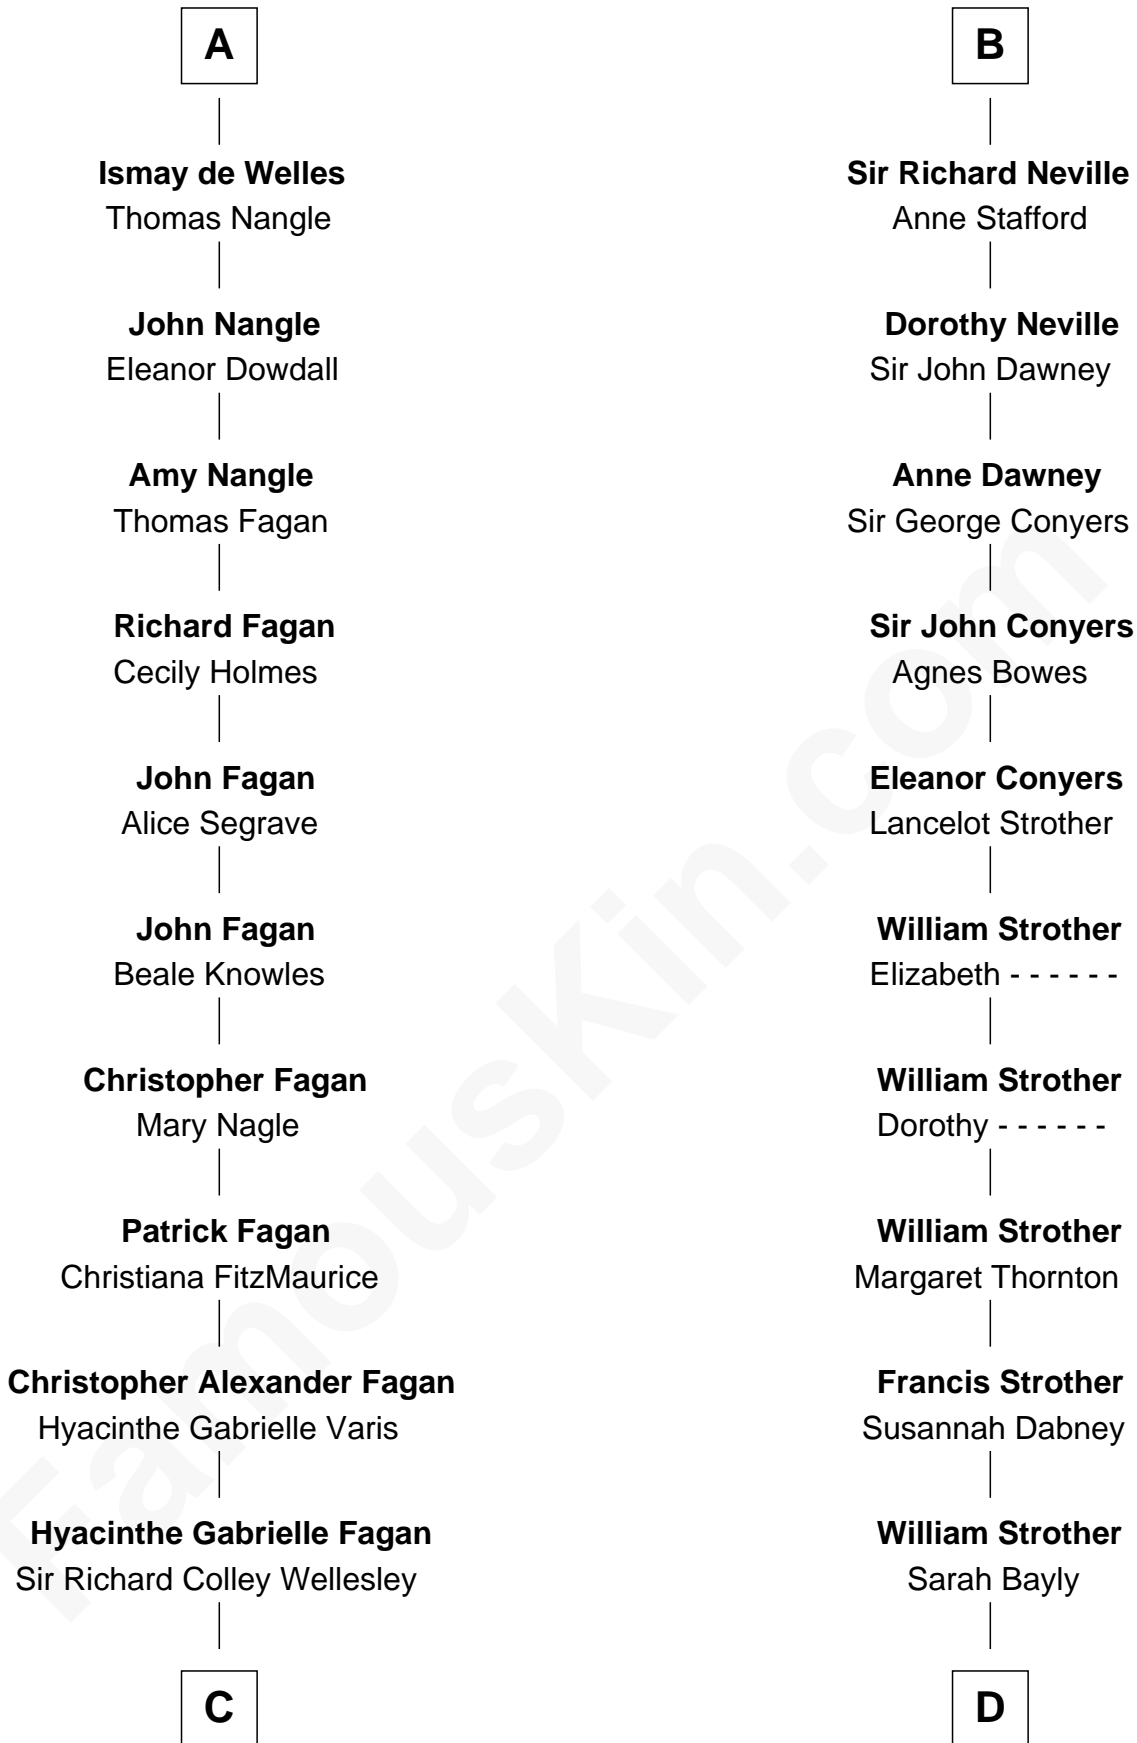 A
Ismay de Welles
Thomas Nangle
John Nangle
Eleanor Dowdall
Amy Nangle
Thomas Fagan
Richard Fagan
Cecily Holmes
John Fagan
Alice Segrave
John Fagan
Beale Knowles
Christopher Fagan
Mary Nagle
Patrick Fagan
Christiana FitzMaurice
Christopher Alexander Fagan
Hyacinthe Gabrielle Varis
Hyacinthe Gabrielle Fagan
Sir Richard Colley Wellesley
C
B
Sir Richard Neville
Anne Stafford
Dorothy Neville
Sir John Dawney
Anne Dawney
Sir George Conyers
Sir John Conyers
Agnes Bowes
Eleanor Conyers
Lancelot Strother
William Strother
Elizabeth - - - - - -
William Strother
Dorothy - - - - - -
William Strother
Margaret Thornton
Francis Strother
Susannah Dabney
William Strother
Sarah Bayly
D
FamousKin.com